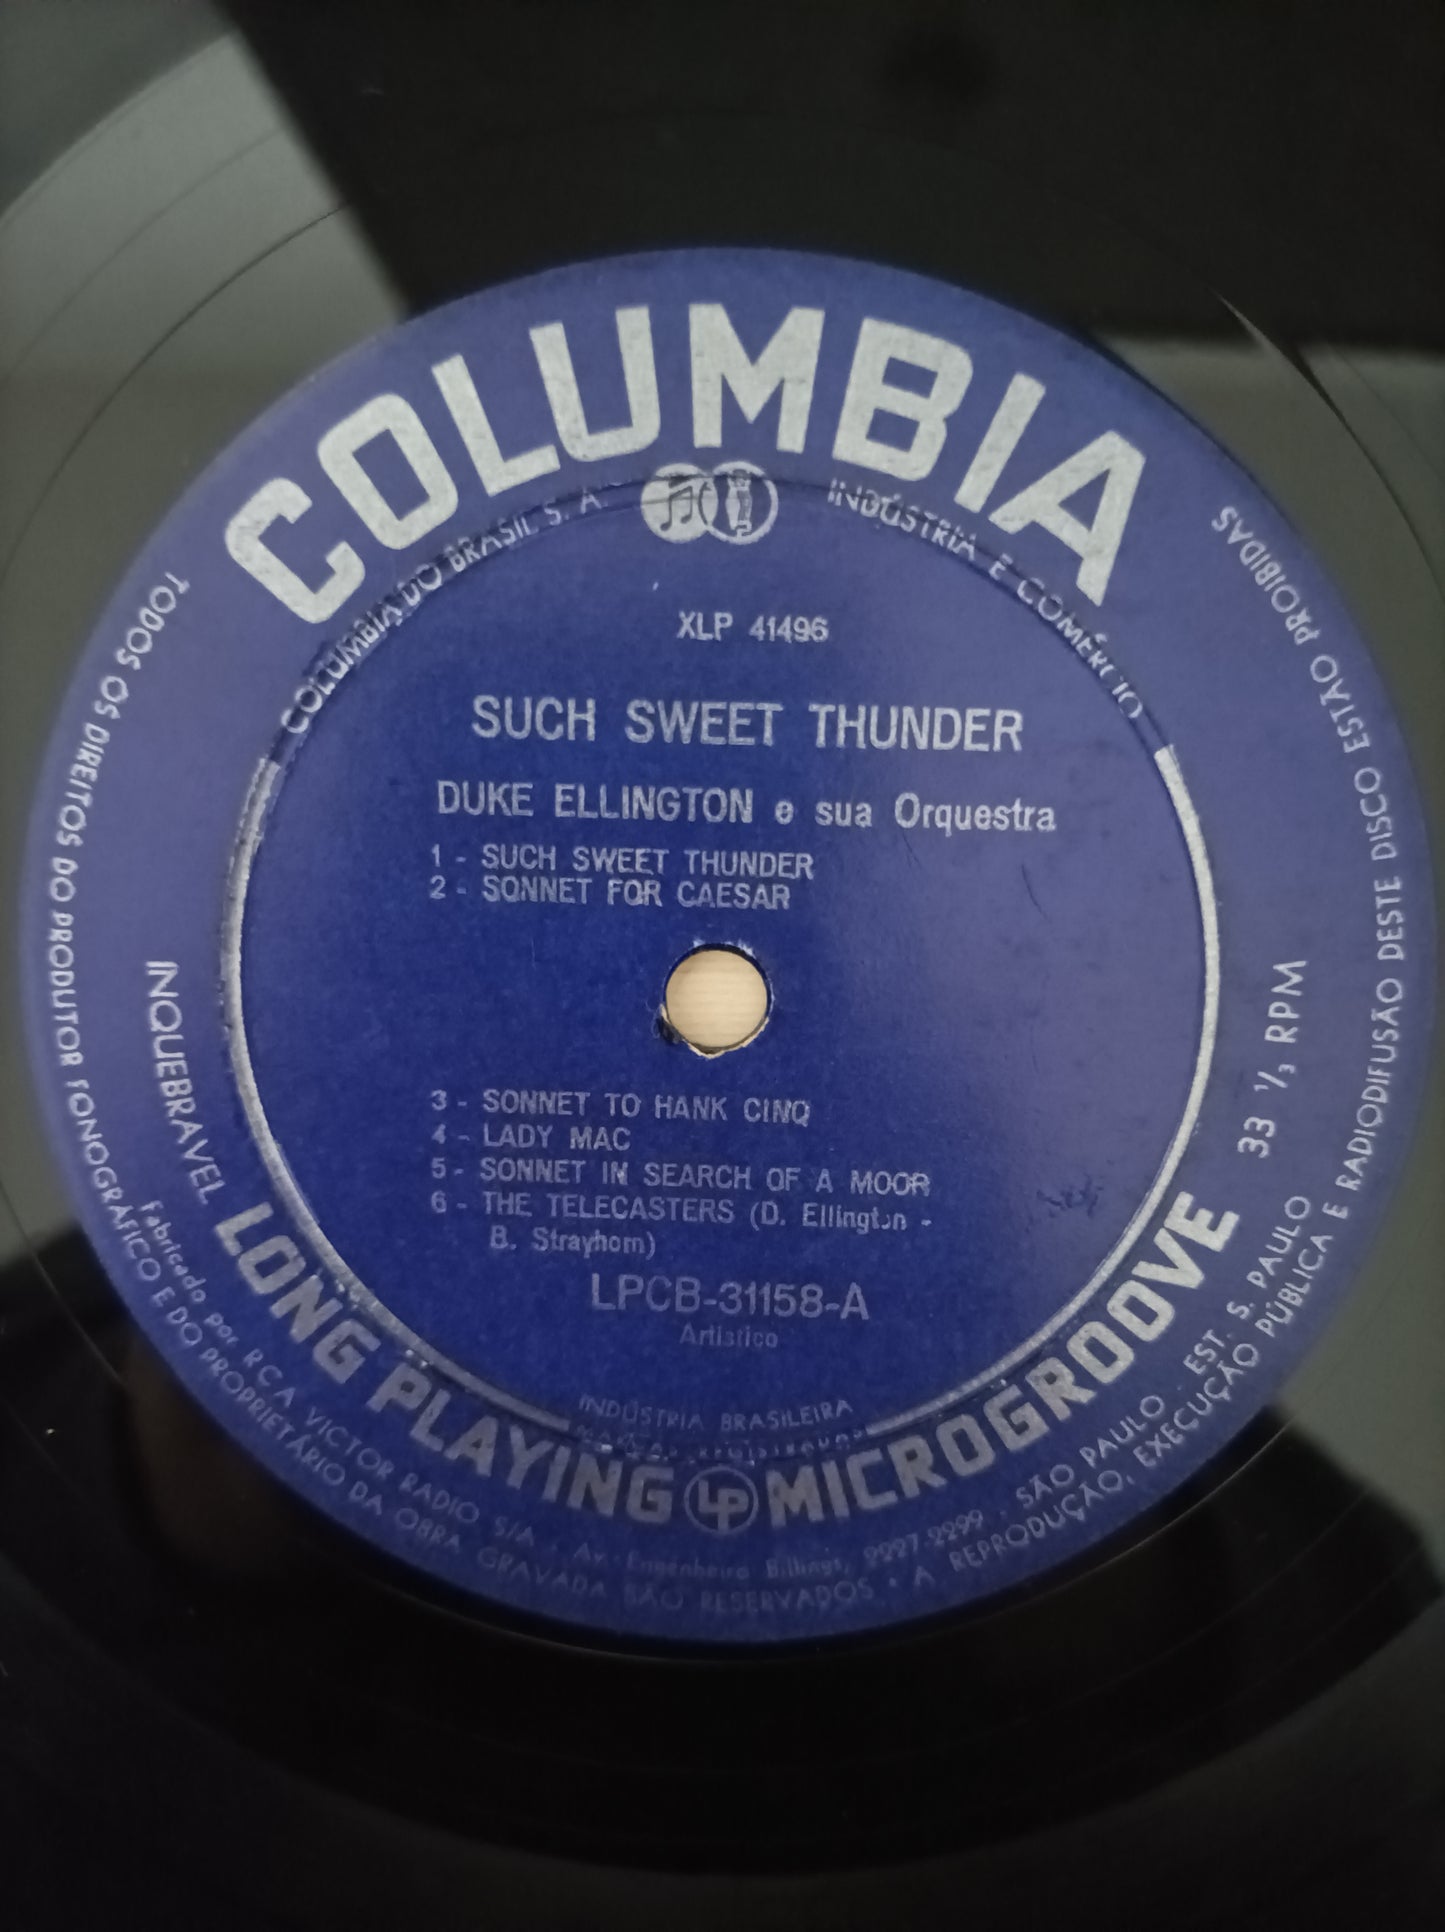 COLUMBIA
COLUMBIA DO BRASIL S. A.
INDÚSTRIA E COMÉRCIO
XLP 41496
SUCH SWEET THUNDER
DUKE ELLINGTON e sua Orquestra
1 - SUCH SWEET THUNDER
2 - SONNET FOR CAESAR
3 - SONNET TO HANK CINQ
4 - LADY MAC
5 - SONNET IN SEARCH OF A MOOR
6 - THE TELECASTERS (D. Ellington -
B. Strayhorn)
LPCB-31158-A
Artístico
INDÚSTRIA BRASILEIRA
MARCAS REGISTRADAS
INQUEBRAVEL
33 1/3 RPM
LONG PLAYING LP MICROGROOVE
Fabricado por RCA VICTOR RADIO S/A . Av. Engenheiro Billings, 2227-2299 . SÃO PAULO . EST. S. PAULO
TODOS OS DIREITOS DO PRODUTOR FONOGRÁFICO E DO PROPRIETÁRIO DA OBRA GRAVADA SÃO RESERVADOS • A REPRODUÇÃO, EXECUÇÃO PÚBLICA E RADIODIFUSÃO DESTE DISCO ESTÃO PROIBIDAS